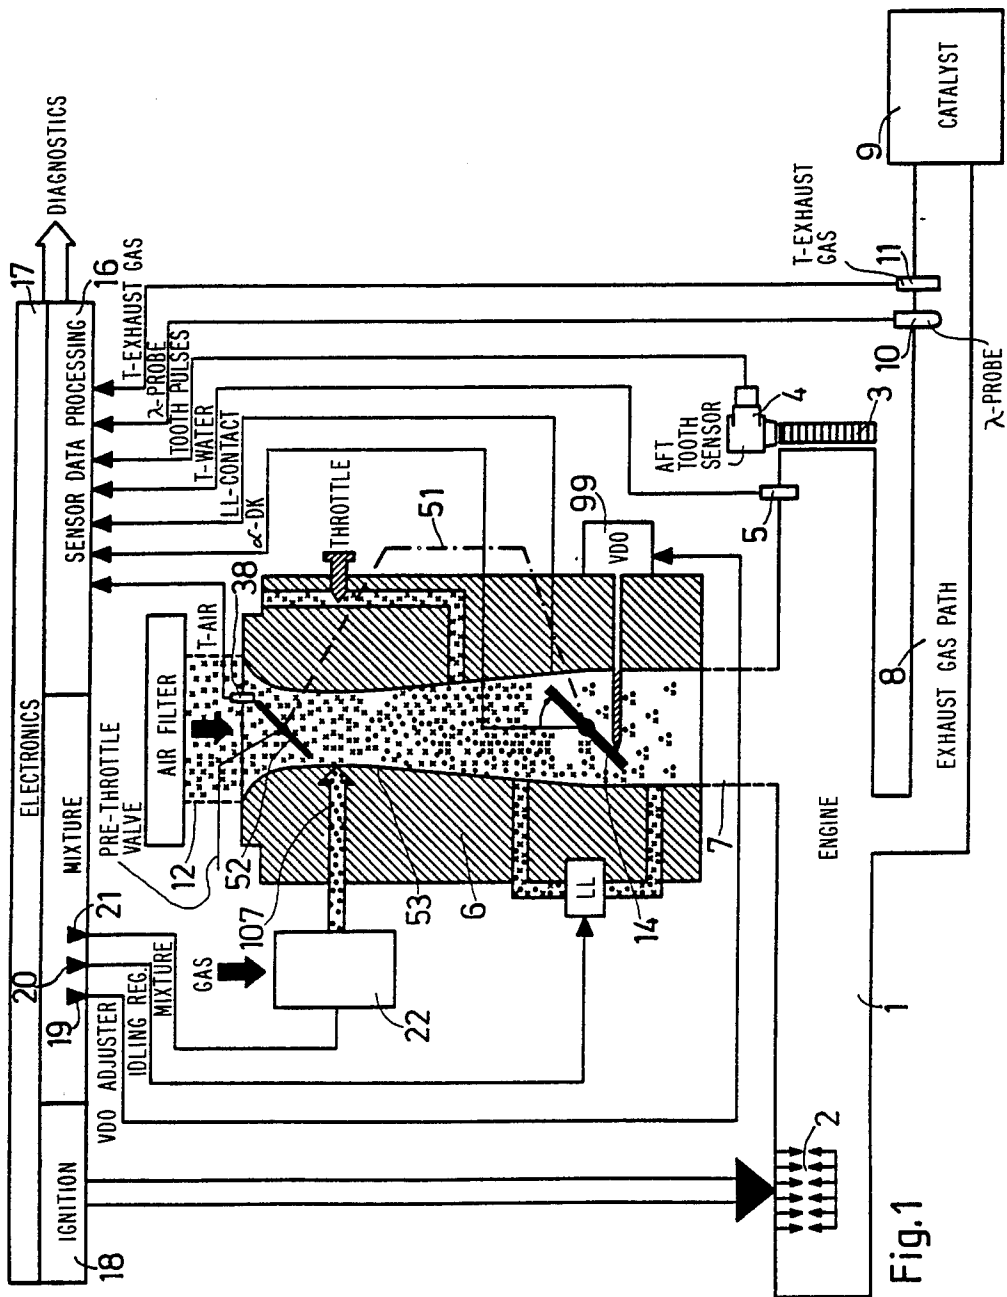 ELECTRONICS
17
DIAGNOSTICS
IGNITION
18
MIXTURE
SENSOR DATA PROCESSING
16
19
20
21
VDO ADJUSTER
IDLING REG.
MIXTURE
PRE-THROTTLE
VALVE
AIR FILTER
T-AIR
38
α-DK
LL-CONTACT
T-WATER
TOOTH PULSES
λ-PROBE
T-EXHAUST GAS
12
52
THROTTLE
GAS
107
53
51
22
6
LL
14
VDO
99
7
5
AFT
TOOTH
SENSOR
4
3
T-EXHAUST
GAS
11
10
λ-PROBE
9
CATALYST
8
EXHAUST GAS PATH
ENGINE
1
2
Fig.1